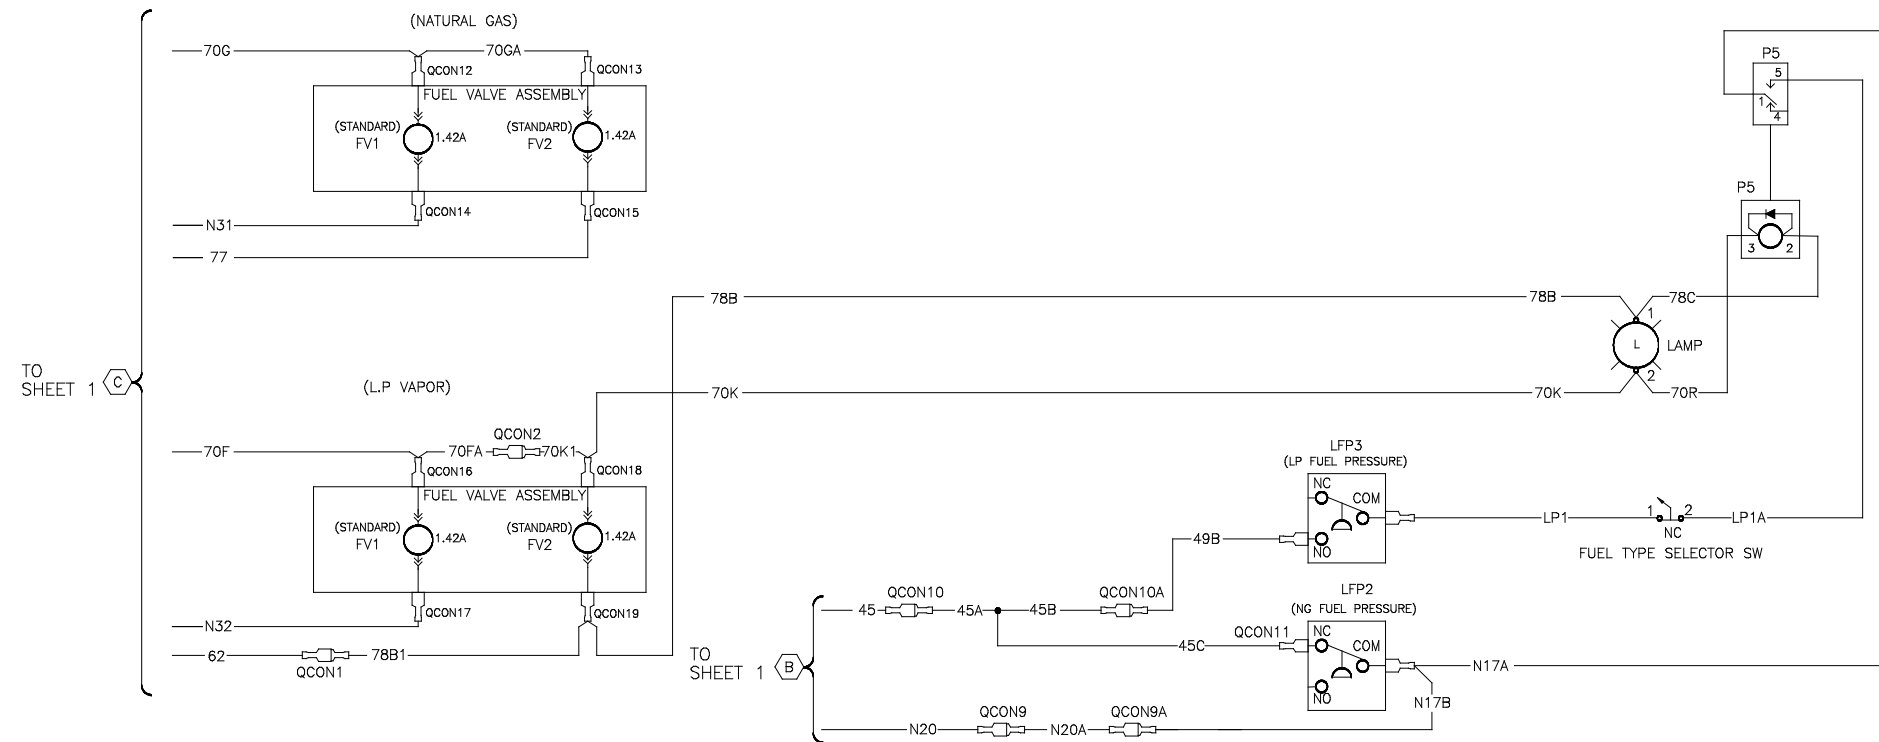 (NATURAL GAS)
70G
70GA
QCON12
QCON13
FUEL VALVE ASSEMBLY
(STANDARD)
FV1
1.42A
(STANDARD)
FV2
1.42A
QCON14
QCON15
N31
77
P5
5
1
4
P5
3
2
78B
78B
1
78C
L
LAMP
2
70K
70K
70R
TO
SHEET 1
C
(L.P VAPOR)
70F
70FA
QCON2
70K1
QCON16
QCON18
FUEL VALVE ASSEMBLY
(STANDARD)
FV1
1.42A
(STANDARD)
FV2
1.42A
QCON17
QCON19
N32
62
QCON1
78B1
LFP3
(LP FUEL PRESSURE)
NC
COM
NO
LP1
1
2
NC
LP1A
FUEL TYPE SELECTOR SW
49B
TO
SHEET 1
B
45
QCON10
45A
45B
QCON10A
45C
QCON11
LFP2
(NG FUEL PRESSURE)
NC
COM
NO
N17A
N17B
N20
QCON9
N20A
QCON9A